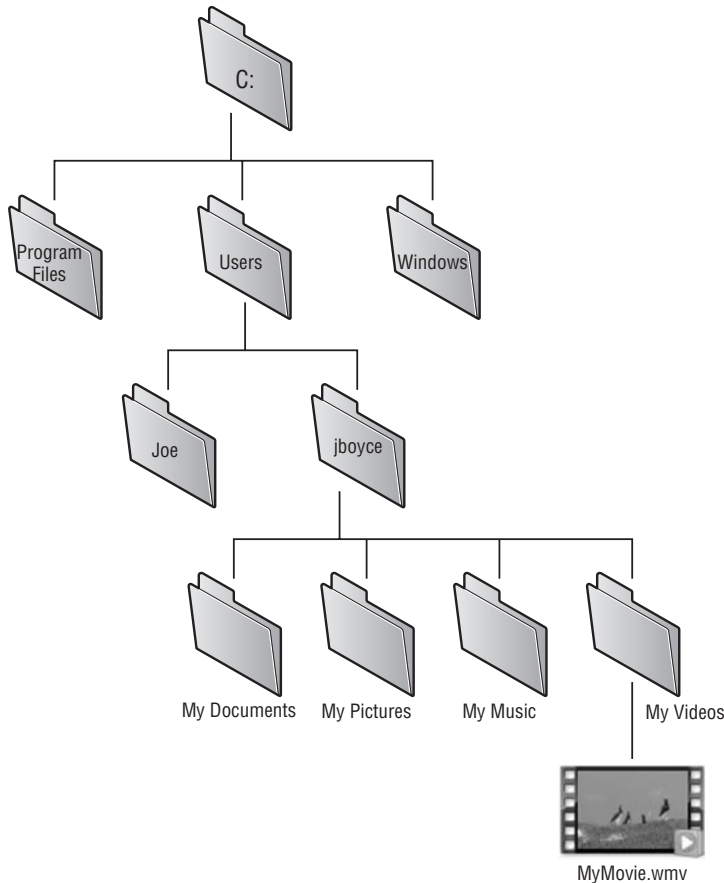 C:
Program
Files
Users
Windows
Joe
jboyce
My Documents
My Pictures
My Music
My Videos
MyMovie.wmv